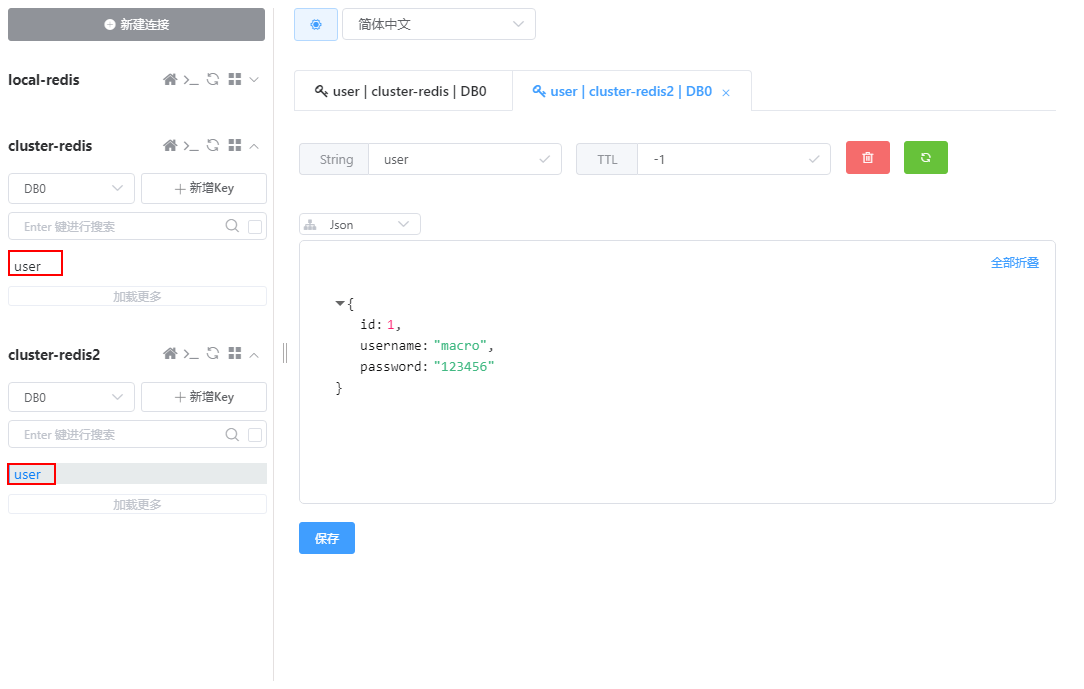 新建连接
local-redis
cluster-redis
DB0
新增Key
Enter 键进行搜索
user
加载更多
cluster-redis2
DB0
新增Key
Enter 键进行搜索
user
加载更多
简体中文
user | cluster-redis | DB0
user | cluster-redis2 | DB0
String user
TTL -1
Json
全部折叠
{
id: 1,
username: "macro",
password: "123456"
}
保存